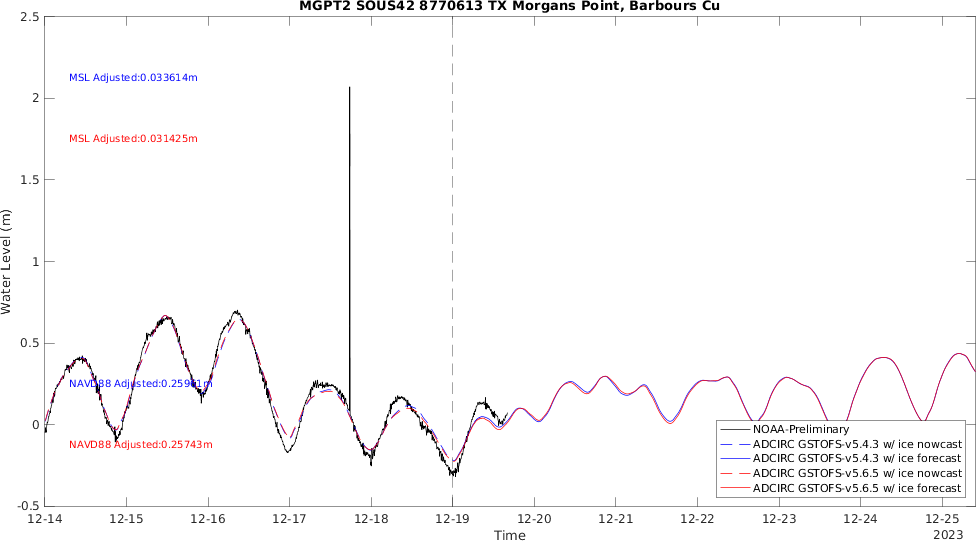 MGPT2 SOUS42 8770613 TX Morgans Point, Barbours Cu
2.5
2
1.5
1
0.5
0
-0.5
Water Level (m)
MSL Adjusted:0.033614m
MSL Adjusted:0.031425m
NAVD88 Adjusted:m
NAVD88 Adjusted:0.25743m
NOAA-Preliminary
ADCIRC GSTOFS-v5.4.3 w/ ice nowcast
ADCIRC GSTOFS-v5.4.3 w/ ice forecast
ADCIRC GSTOFS-v5.6.5 w/ ice nowcast
ADCIRC GSTOFS-v5.6.5 w/ ice forecast
12-14 12-15 12-16 12-17 12-18 12-19 12-20 12-21 12-22 12-23 12-24 12-25
Time
2023